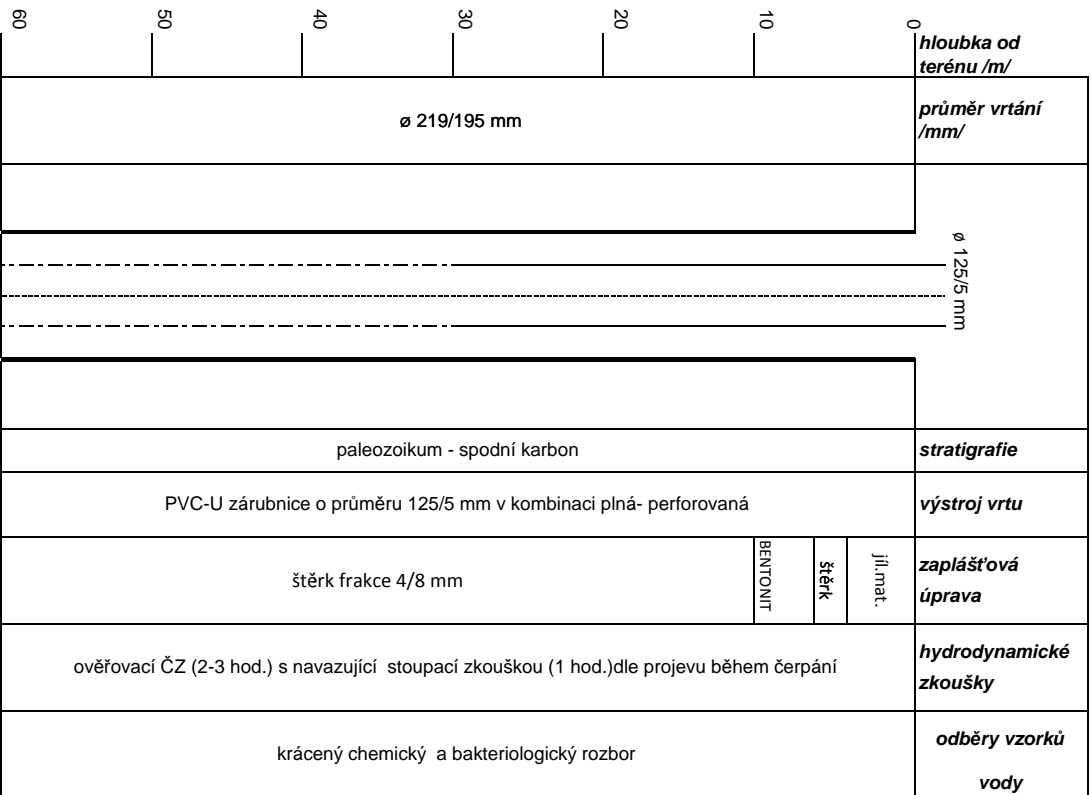 60
50
40
30
20
10
0
hloubka od
terénu /m/
ø 219/195 mm
průměr vrtání
/mm/
ø 125/5 mm
paleozoikum - spodní karbon
stratigrafie
PVC-U zárubnice o průměru 125/5 mm v kombinaci plná- perforovaná
výstroj vrtu
štěrk frakce 4/8 mm
BENTONIT
štěrk
jíl.mat.
zaplášťová
úprava
ověřovací ČZ (2-3 hod.) s navazující stoupací zkouškou (1 hod.)dle projevu během čerpání
hydrodynamické
zkoušky
krácený chemický a bakteriologický rozbor
odběry vzorků
vody